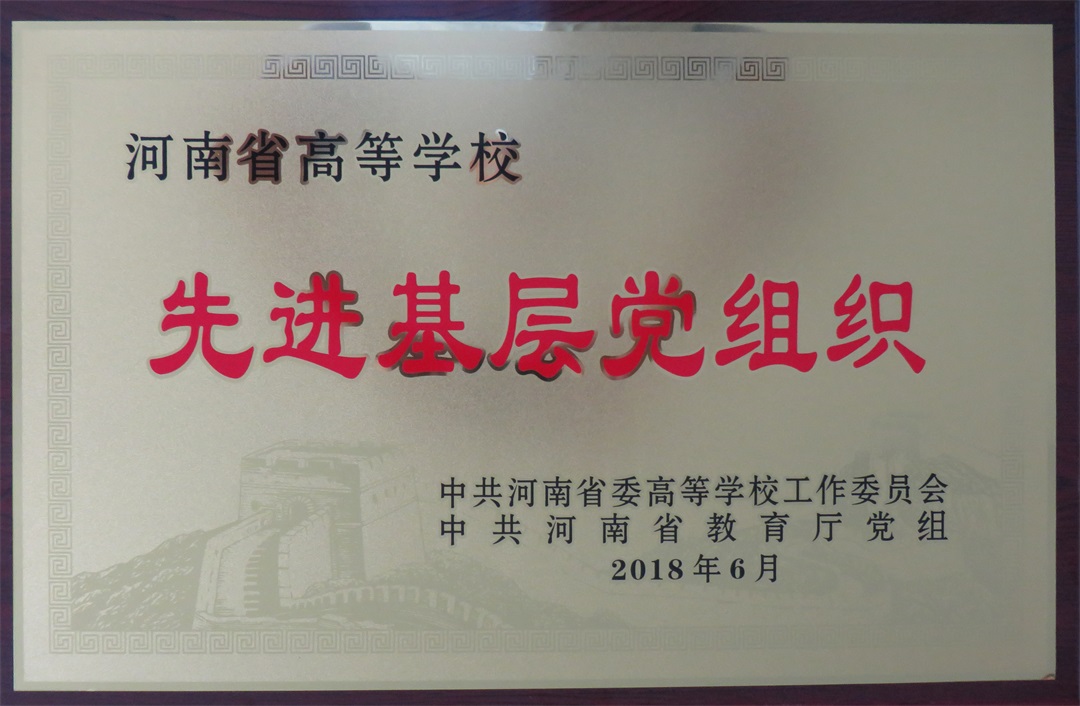 河南省高等学校
先进基层党组织
中共河南省委高等学校工作委员会
中共河南省教育厅党组
2018年6月